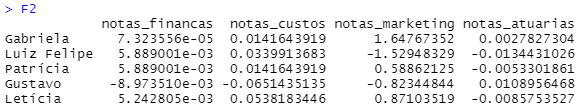 > F2
notas_financas notas_custos notas_marketing notas_atuarias
Gabriela 7.323556e-05 0.0141643919 1.64767352 0.0027827304
Luiz Felipe 5.889001e-03 0.0339913683 -1.52948329 -0.0134431026
Patrícia 5.889001e-03 0.0141643919 0.58862125 -0.0053301861
Gustavo -8.973510e-03 -0.0651435135 -0.82344844 0.0108956468
Letícia 5.242805e-03 0.0538183446 0.87103519 -0.0085753527